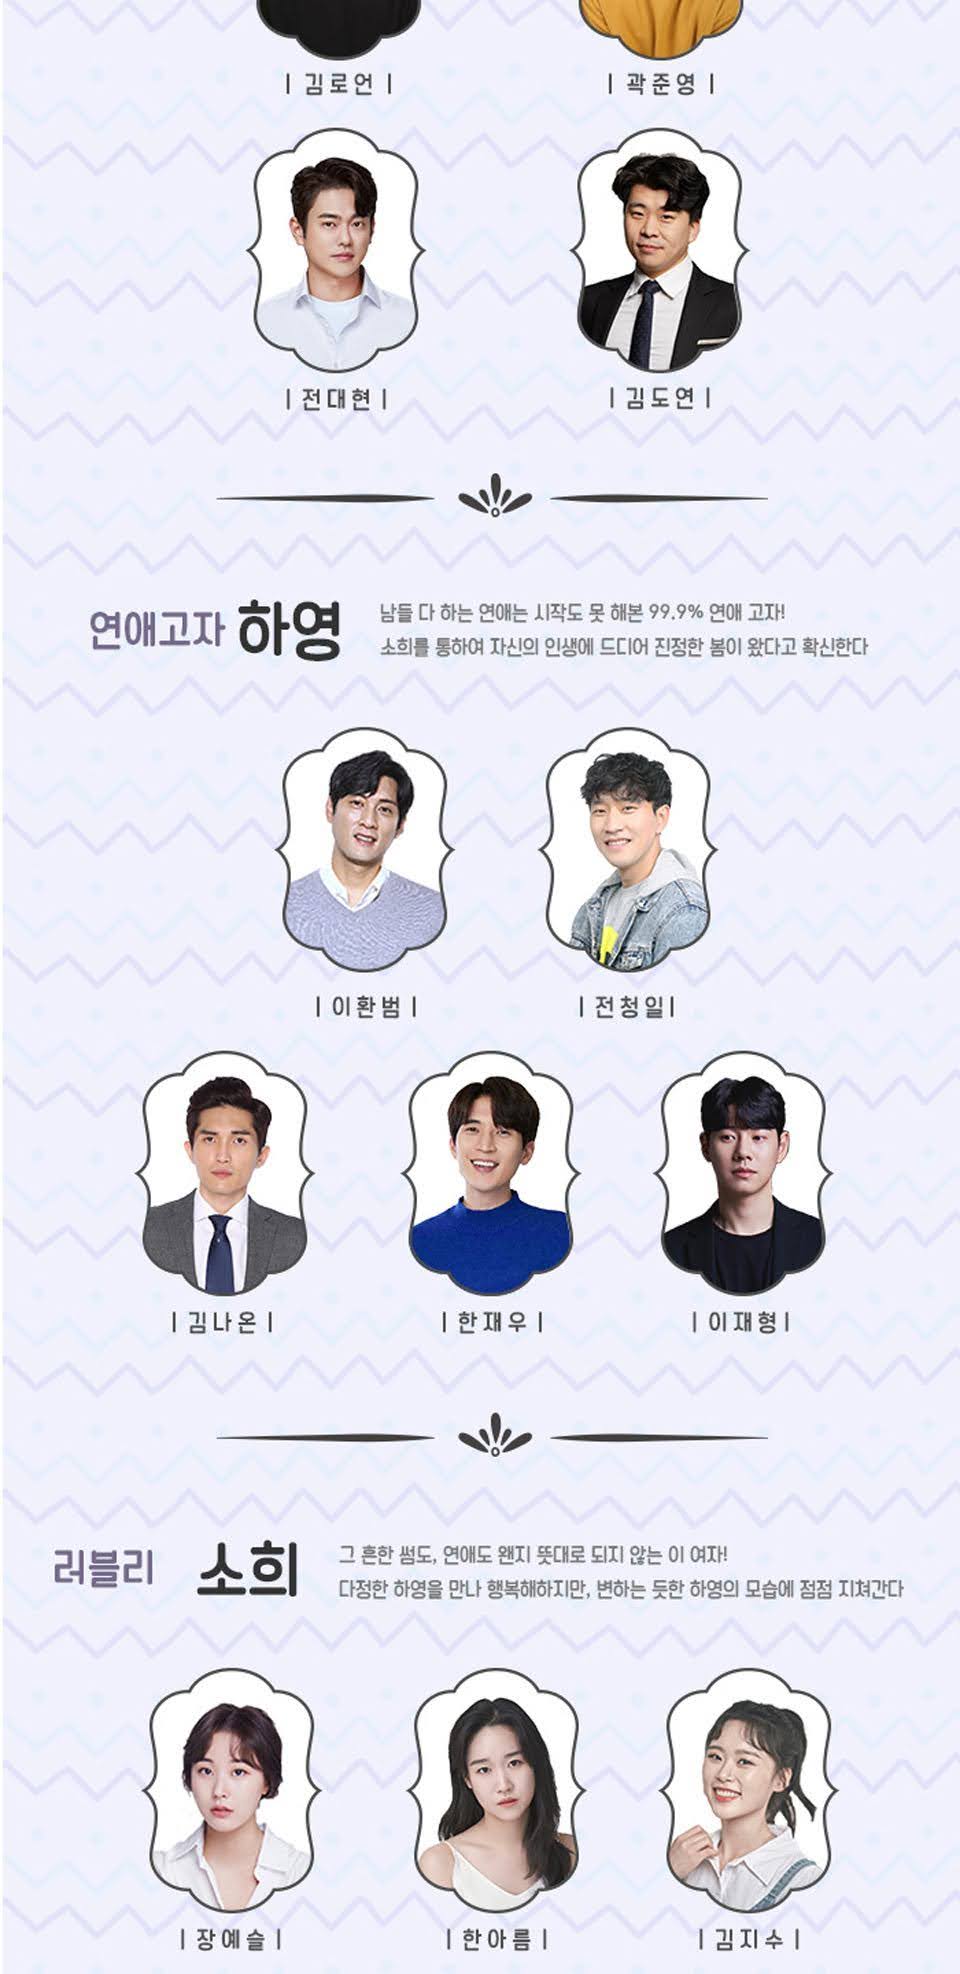 | 김로언 |
| 곽준영 |
| 전대현 |
| 김도연 |
연애고자 하영
남들 다 하는 연애는 시작도 못 해본 99.9% 연애 고자!
소희를 통하여 자신의 인생에 드디어 진정한 봄이 왔다고 확신한다
| 이환범 |
| 전청일 |
| 김나온 |
| 한재우 |
| 이재형 |
러블리 소희
그 흔한 썸도, 연애도 왠지 뜻대로 되지 않는 이 여자!
다정한 하영을 만나 행복해하지만, 변하는 듯한 하영의 모습에 점점 지쳐간다
| 장예슬 |
| 한아름 |
| 김지수 |